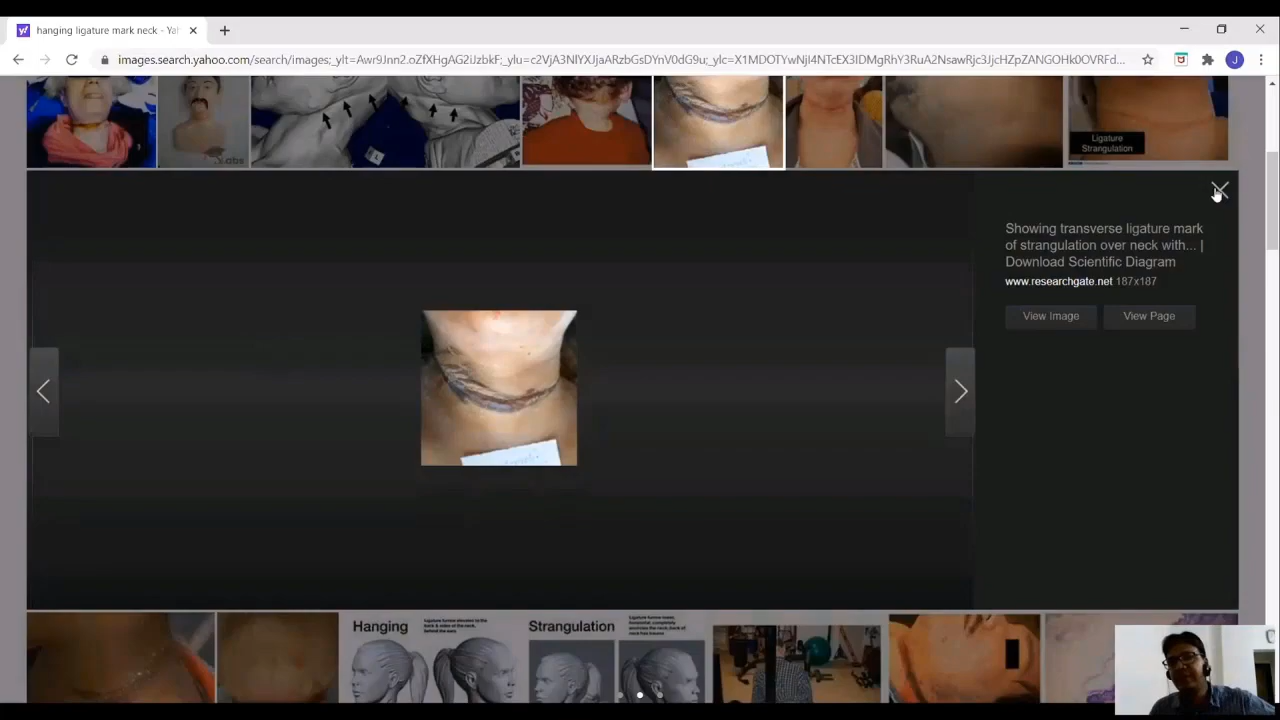 hanging ligature mark neck - Ya
images.search.yahoo.com/search/images;_ylt=Awr9Jnn2.oZfXHgAG2iJzbkF;_ylu=c2VjA3NlYXJjaARzbGsDYnV0dG9u;_ylc=X1MDOTYwNjI4NTcEX3IDMgRhY3RuA2NsawRjc3JjcHZpZANGOHk0OVRFd...
J
Ligature
Strangulation
Showing transverse ligature mark
of strangulation over neck with... |
Download Scientific Diagram
www.researchgate.net 187x187
View Image
View Page
Hanging
Strangulation